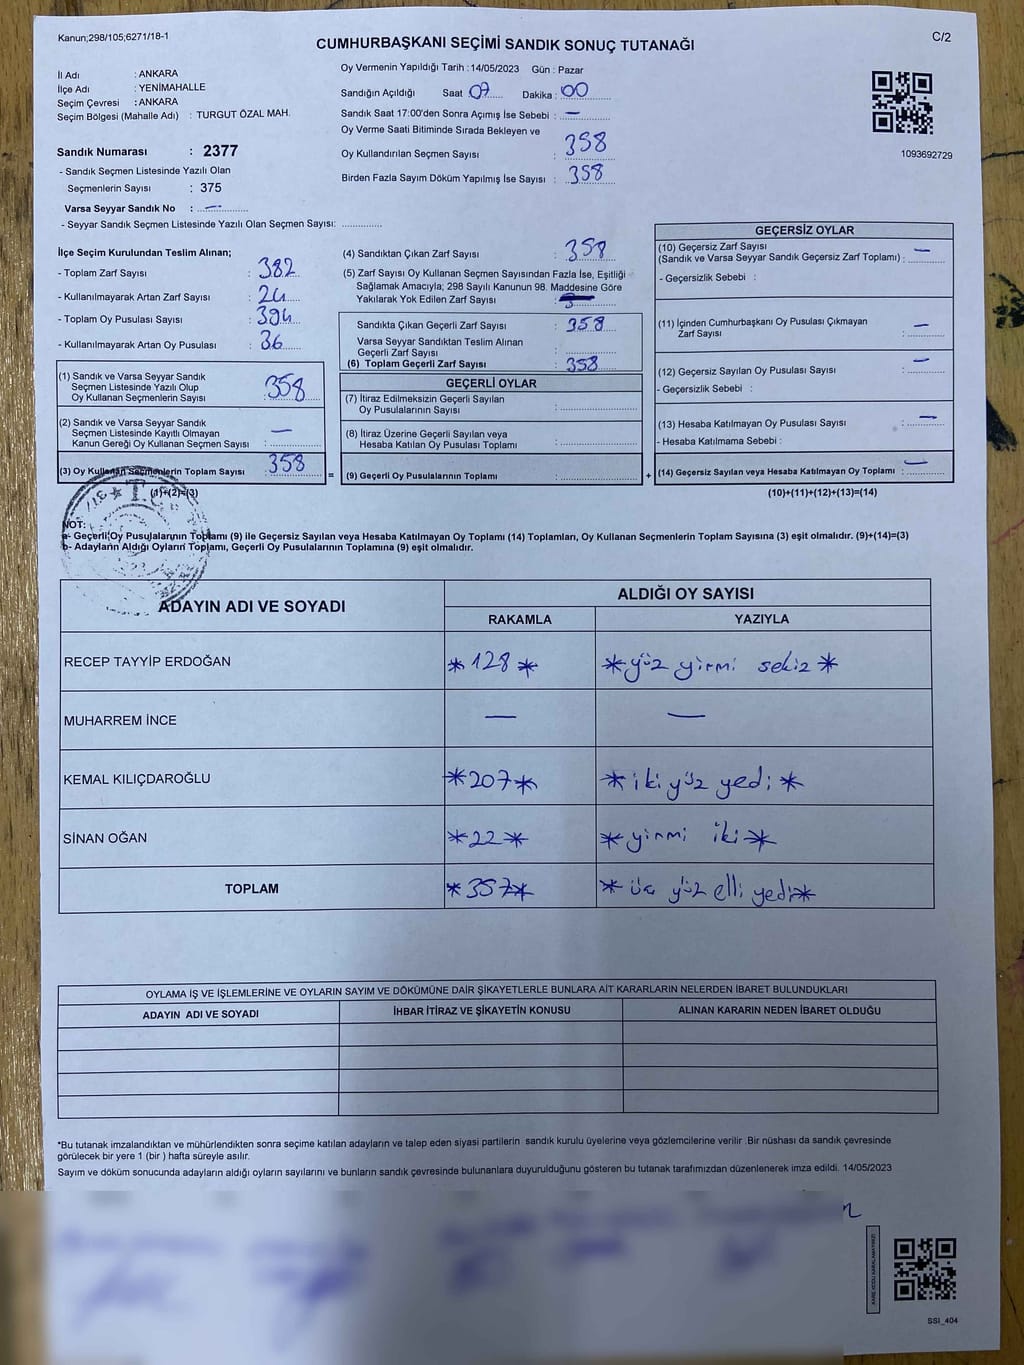 Kanun;298/105;6271/18-1
C/2
CUMHURBAŞKANI SEÇİMİ SANDIK SONUÇ TUTANAĞI
İl Adı : ANKARA
İlçe Adı : YENİMAHALLE
Seçim Çevresi : ANKARA
Seçim Bölgesi (Mahalle Adı) : TURGUT ÖZAL MAH.
Sandık Numarası : 2377
- Sandık Seçmen Listesinde Yazılı Olan
Seçmenlerin Sayısı : 375
Varsa Seyyar Sandık No : —
- Seyyar Sandık Seçmen Listesinde Yazılı Olan Seçmen Sayısı: ..............
Oy Vermenin Yapıldığı Tarih : 14/05/2023 Gün : Pazar
Sandığın Açıldığı Saat 07 Dakika : 00
Sandık Saat 17:00'den Sonra Açımış İse Sebebi : —
Oy Verme Saati Bitiminde Sırada Bekleyen ve
Oy Kullandırılan Seçmen Sayısı : 358
Birden Fazla Sayım Döküm Yapılmış İse Sayısı : 358
1093692729
İlçe Seçim Kurulundan Teslim Alınan;
- Toplam Zarf Sayısı : 382
- Kullanılmayarak Artan Zarf Sayısı : 24
- Toplam Oy Pusulası Sayısı : 394
- Kullanılmayarak Artan Oy Pusulası : 36
(1) Sandık ve Varsa Seyyar Sandık
Seçmen Listesinde Yazılı Olup
Oy Kullanan Seçmenlerin Sayısı : 358
(2) Sandık ve Varsa Seyyar Sandık
Seçmen Listesinde Kayıtlı Olmayan
Kanun Gereği Oy Kullanan Seçmen Sayısı : —
(3) Oy Kullanan Seçmenlerin Toplam Sayısı : 358
(1)+(2)=(3)
(4) Sandıktan Çıkan Zarf Sayısı : 358
(5) Zarf Sayısı Oy Kullanan Seçmen Sayısından Fazla İse, Eşitliği
Sağlamak Amacıyla; 298 Sayılı Kanunun 98. Maddesine Göre
Yakılarak Yok Edilen Zarf Sayısı :
Sandıkta Çıkan Geçerli Zarf Sayısı : 358
Varsa Seyyar Sandıktan Teslim Alınan
Geçerli Zarf Sayısı : ..............
(6) Toplam Geçerli Zarf Sayısı : 358
GEÇERLİ OYLAR
(7) İtiraz Edilmeksizin Geçerli Sayılan
Oy Pusulalarının Sayısı : ..............
(8) İtiraz Üzerine Geçerli Sayılan veya
Hesaba Katılan Oy Pusulası Toplamı : ..............
= (9) Geçerli Oy Pusulalarının Toplamı : .............. +
GEÇERSİZ OYLAR
(10) Geçersiz Zarf Sayısı
(Sandık ve Varsa Seyyar Sandık Geçersiz Zarf Toplamı) : —
- Geçersizlik Sebebi :
(11) İçinden Cumhurbaşkanı Oy Pusulası Çıkmayan
Zarf Sayısı : —
(12) Geçersiz Sayılan Oy Pusulası Sayısı : —
- Geçersizlik Sebebi :
(13) Hesaba Katılmayan Oy Pusulası Sayısı : —
- Hesaba Katılmama Sebebi :
(14) Geçersiz Sayılan veya Hesaba Katılmayan Oy Toplamı : —
(10)+(11)+(12)+(13)=(14)
NOT:
a- Geçerli Oy Pusulalarının Toplamı (9) ile Geçersiz Sayılan veya Hesaba Katılmayan Oy Toplamı (14) Toplamları, Oy Kullanan Seçmenlerin Toplam Sayısına (3) eşit olmalıdır. (9)+(14)=(3)
b- Adayların Aldığı Oyların Toplamı, Geçerli Oy Pusulalarının Toplamına (9) eşit olmalıdır.
ADAYIN ADI VE SOYADI
ALDIĞI OY SAYISI
RAKAMLA YAZIYLA
RECEP TAYYİP ERDOĞAN *128* *yüz yirmi sekiz*
MUHARREM İNCE — —
KEMAL KILIÇDAROĞLU *207* *iki yüz yedi*
SİNAN OĞAN *22* *yirmi iki*
TOPLAM *357* *üç yüz elli yedi*
OYLAMA İŞ VE İŞLEMLERİNE VE OYLARIN SAYIM VE DÖKÜMÜNE DAİR ŞİKAYETLERLE BUNLARA AİT KARARLARIN NELERDEN İBARET BULUNDUKLARI
ADAYIN ADI VE SOYADI İHBAR İTİRAZ VE ŞİKAYETİN KONUSU ALINAN KARARIN NEDEN İBARET OLDUĞU
*Bu tutanak imzalandıktan ve mühürlendikten sonra seçime katılan adayların ve talep eden siyasi partilerin sandık kurulu üyelerine veya gözlemcilerine verilir. Bir nüshası da sandık çevresinde
görülecek bir yere 1 (bir ) hafta süreyle asılır.
Sayım ve döküm sonucunda adayların aldığı oyların sayılarını ve bunların sandık çevresinde bulunanlara duyurulduğunu gösteren bu tutanak tarafımızdan düzenlenerek imza edildi. 14/05/2023
KARE KODU KARALAMAYINIZ!
SSI_404